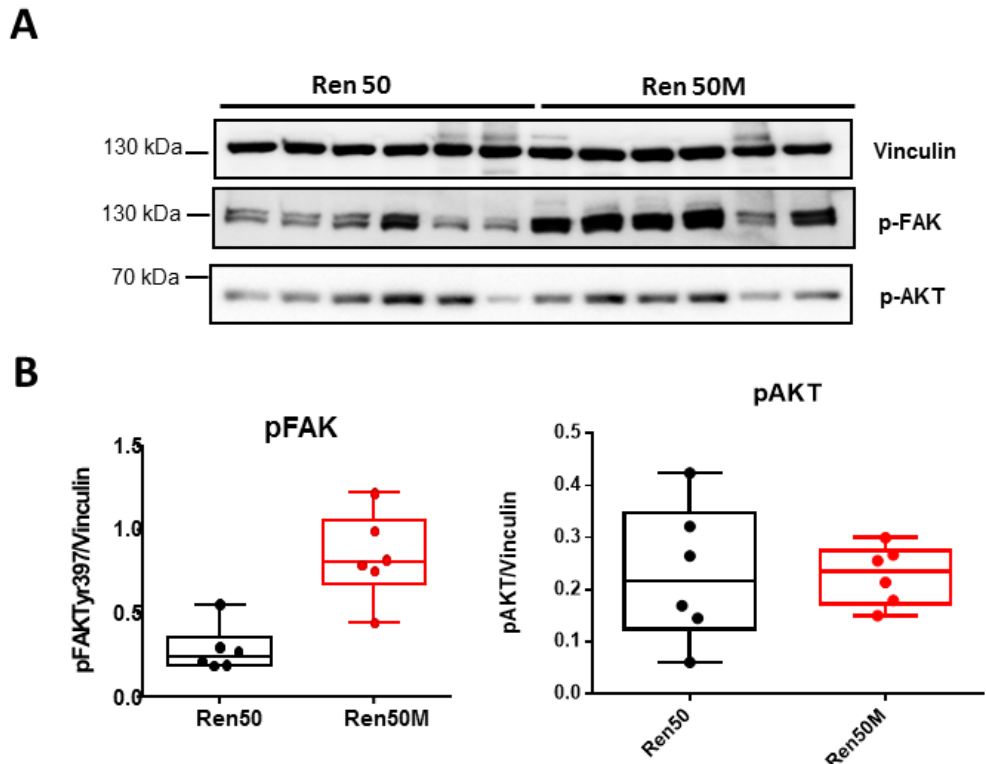 A
Ren 50
Ren 50M
130 kDa
Vinculin
130 kDa
p-FAK
70 kDa
p-AKT
B
pFAK
pFAKTyr397/Vinculin
1.5
1.0
0.5
0.0
Ren50
Ren50M
pAKT
pAKT/Vinculin
0.5
0.4
0.3
0.2
0.1
0.0
Ren50
Ren50M